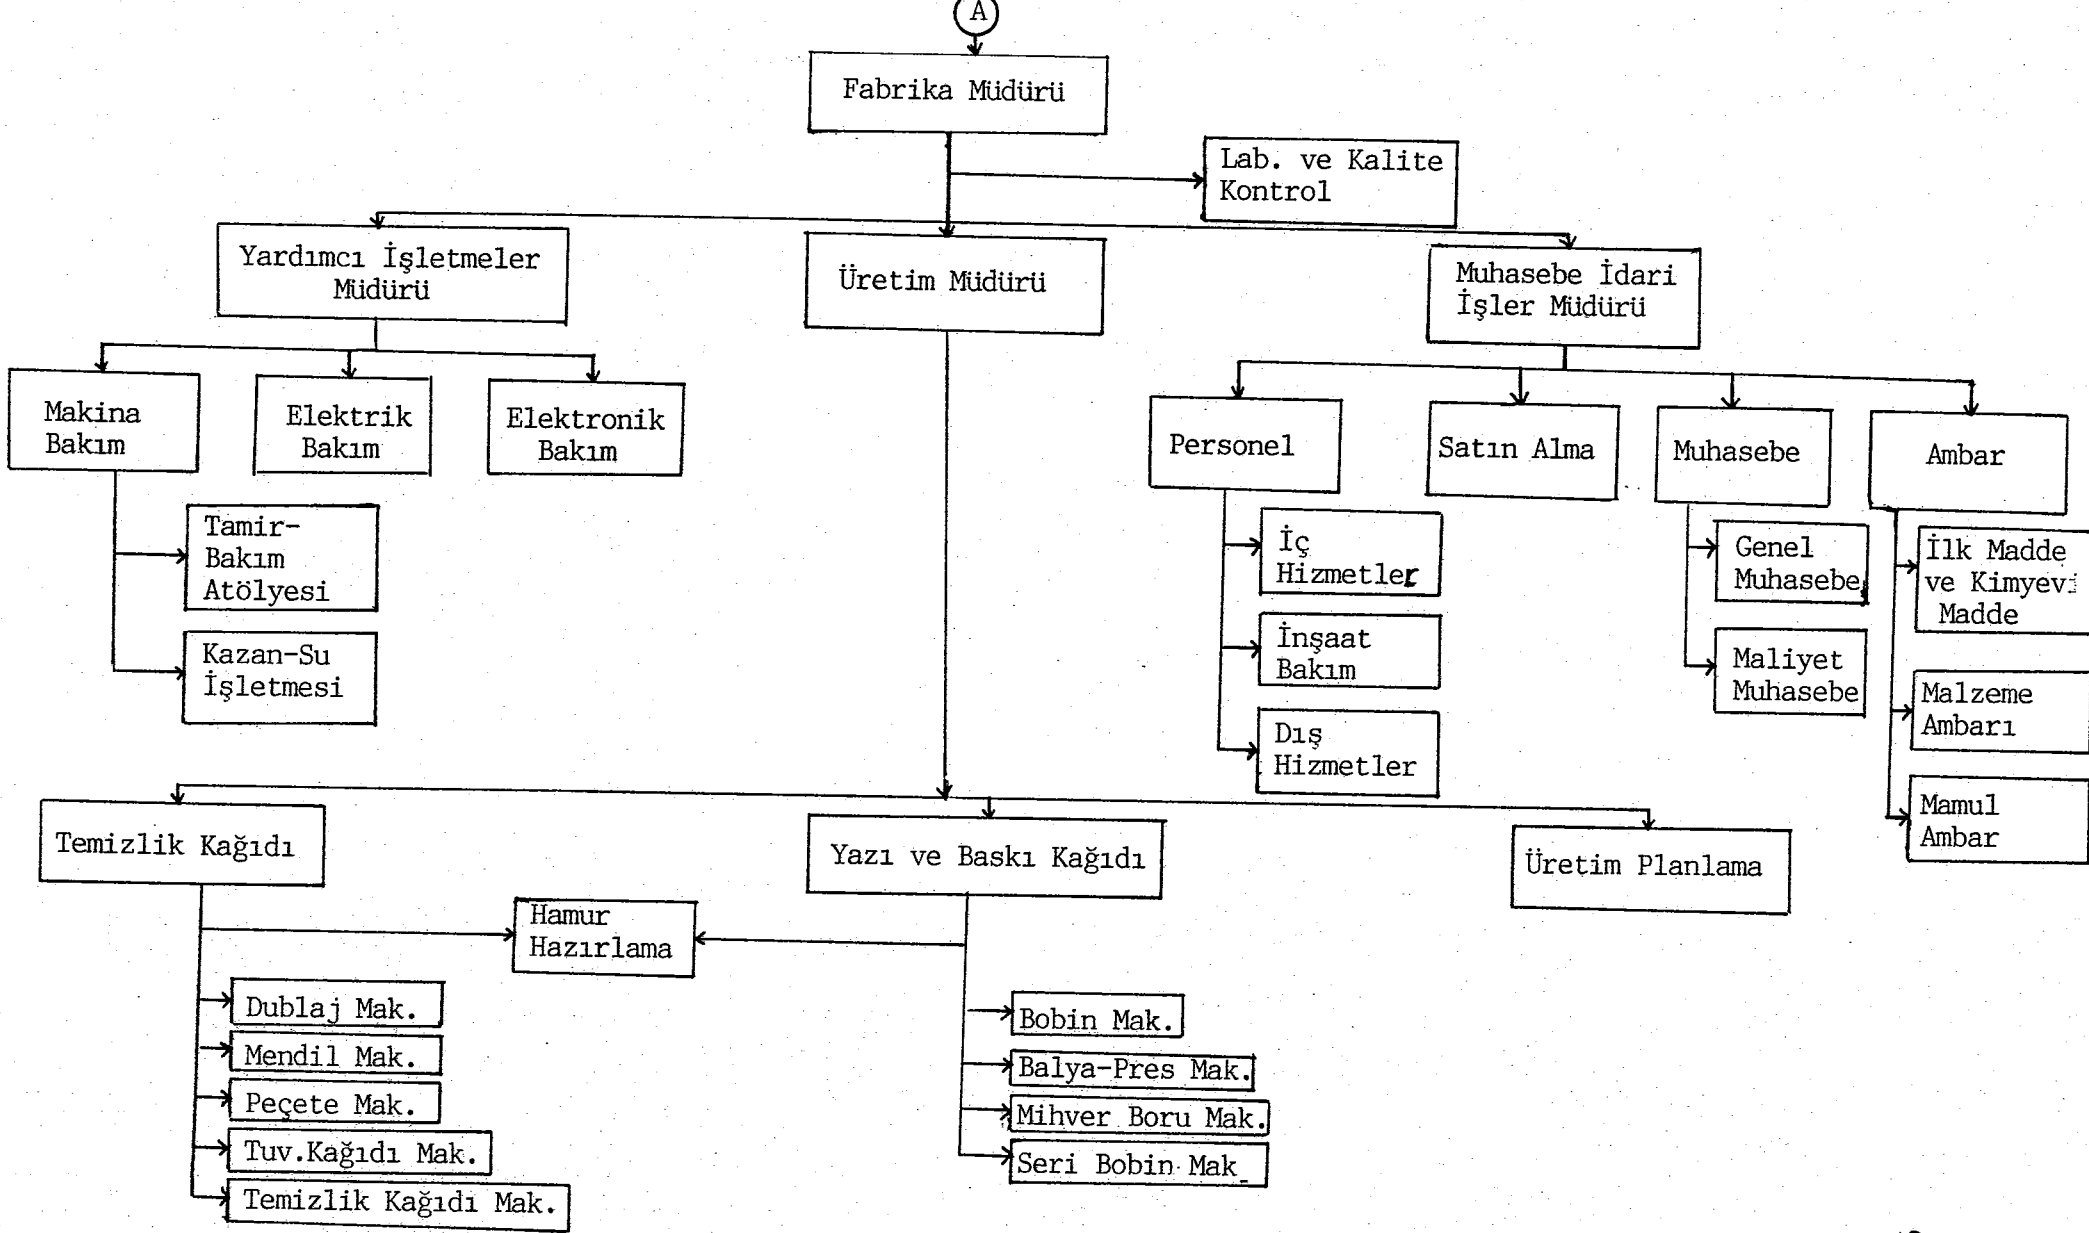 A
Fabrika Müdürü
Lab. ve Kalite
Kontrol
Yardımcı İşletmeler
Müdürü
Üretim Müdürü
Muhasebe İdari
İşler Müdürü
Makina
Bakım
Elektrik
Bakım
Elektronik
Bakım
Personel
Satın Alma
Muhasebe
Ambar
Tamir-
Bakım
Atölyesi
Kazan-Su
İşletmesi
İç
Hizmetler
İnşaat
Bakım
Dış
Hizmetler
Genel
Muhasebe
Maliyet
Muhasebe
İlk Madde
ve Kimyevi
Madde
Malzeme
Ambarı
Mamul
Ambar
Temizlik Kağıdı
Yazı ve Baskı Kağıdı
Üretim Planlama
Hamur
Hazırlama
Dublaj Mak.
Mendil Mak.
Peçete Mak.
Tuv.Kağıdı Mak.
Temizlik Kağıdı Mak.
Bobin Mak.
Balya-Pres Mak.
Mihver Boru Mak.
Seri Bobin Mak